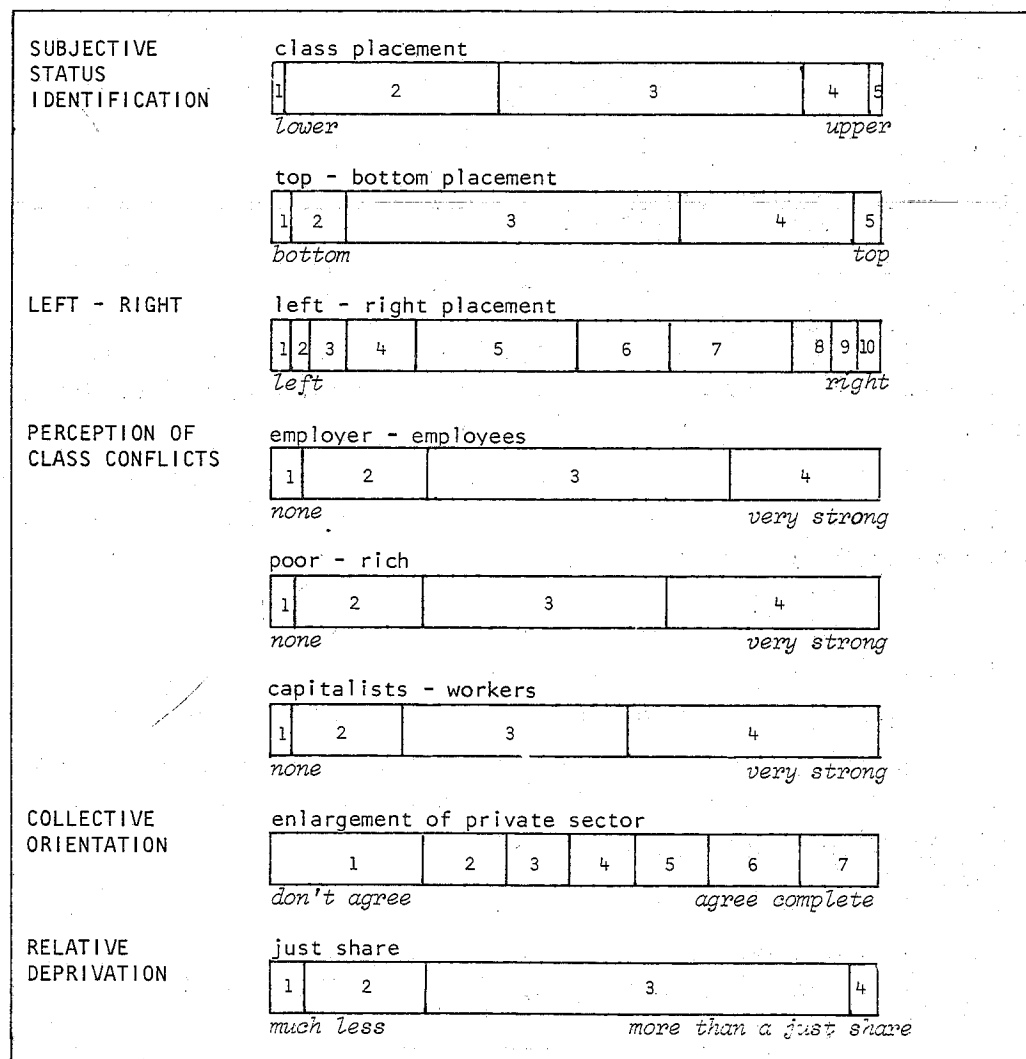 SUBJECTIVE
STATUS
IDENTIFICATION
class placement
1 2 3 4 5
lower upper
top - bottom placement
1 2 3 4 5
bottom top
LEFT - RIGHT
left - right placement
1 2 3 4 5 6 7 8 9 10
left right
PERCEPTION OF
CLASS CONFLICTS
employer - employees
1 2 3 4
none very strong
poor - rich
1 2 3 4
none very strong
capitalists - workers
1 2 3 4
none very strong
COLLECTIVE
ORIENTATION
enlargement of private sector
1 2 3 4 5 6 7
don't agree agree complete
RELATIVE
DEPRIVATION
just share
1 2 3 4
much less more than a just share